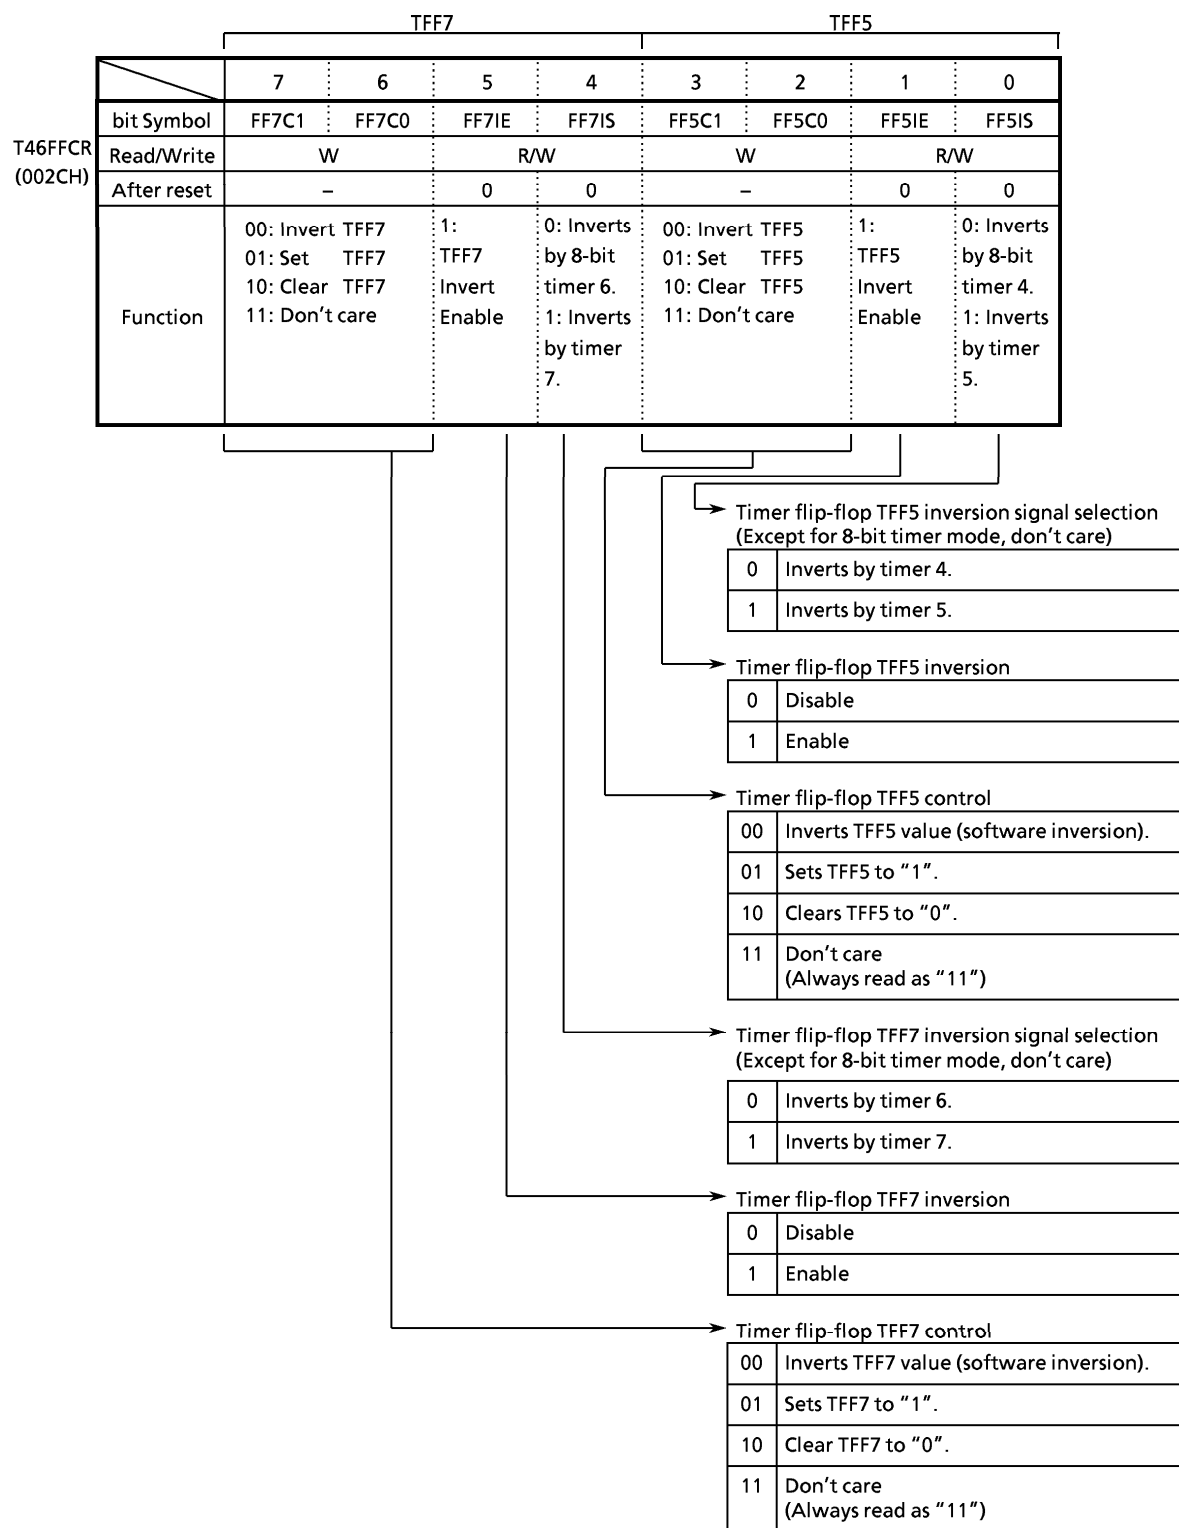 TFF7 TFF5
7 6 5 4 3 2 1 0
bit Symbol FF7C1 FF7C0 FF7IE FF7IS FF5C1 FF5C0 FF5IE FF5IS
T46FFCR
(002CH)
Read/Write W R/W W R/W
After reset – 0 0 – 0 0
Function
00: Invert TFF7
01: Set TFF7
10: Clear TFF7
11: Don't care
1:
TFF7
Invert
Enable
0: Inverts
by 8-bit
timer 6.
1: Inverts
by timer
7.
00: Invert TFF5
01: Set TFF5
10: Clear TFF5
11: Don't care
1:
TFF5
Invert
Enable
0: Inverts
by 8-bit
timer 4.
1: Inverts
by timer
5.
Timer flip-flop TFF5 inversion signal selection
(Except for 8-bit timer mode, don't care)
0 Inverts by timer 4.
1 Inverts by timer 5.
Timer flip-flop TFF5 inversion
0 Disable
1 Enable
Timer flip-flop TFF5 control
00 Inverts TFF5 value (software inversion).
01 Sets TFF5 to "1".
10 Clears TFF5 to "0".
11 Don't care
(Always read as "11")
Timer flip-flop TFF7 inversion signal selection
(Except for 8-bit timer mode, don't care)
0 Inverts by timer 6.
1 Inverts by timer 7.
Timer flip-flop TFF7 inversion
0 Disable
1 Enable
Timer flip-flop TFF7 control
00 Inverts TFF7 value (software inversion).
01 Sets TFF7 to "1".
10 Clear TFF7 to "0".
11 Don't care
(Always read as "11")